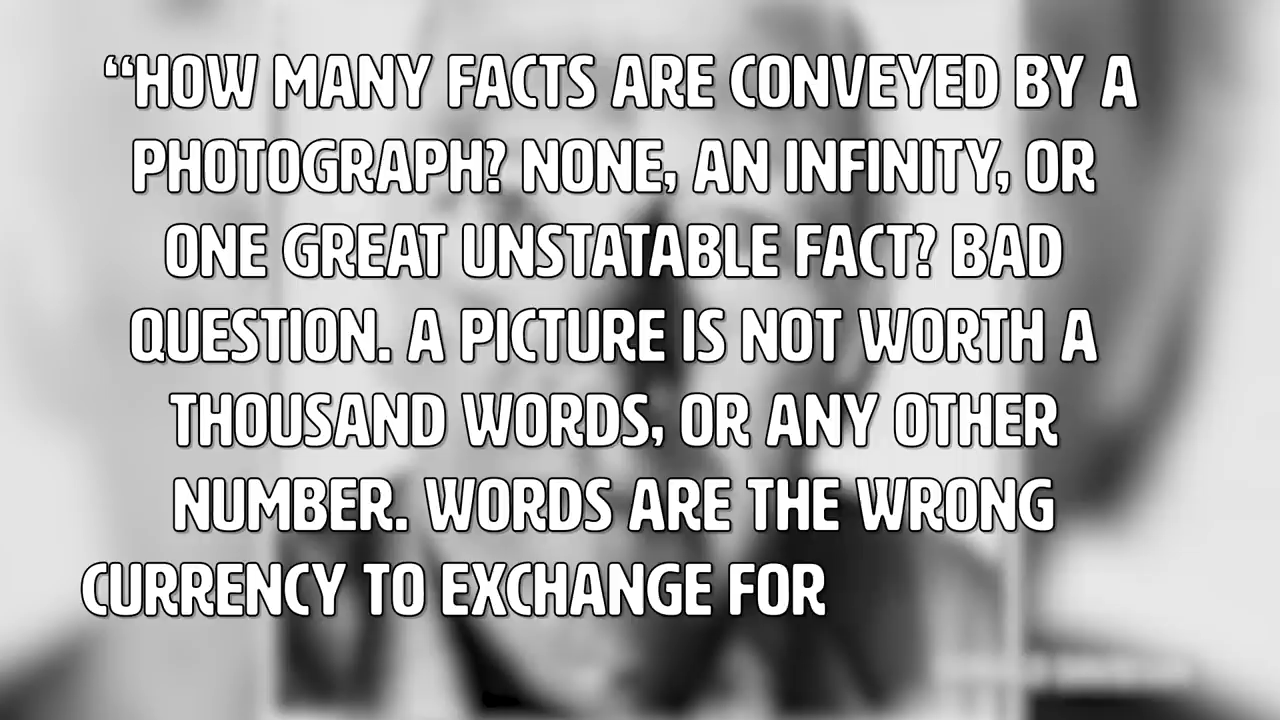 “HOW MANY FACTS ARE CONVEYED BY A
PHOTOGRAPH? NONE, AN INFINITY, OR
ONE GREAT UNSTATABLE FACT? BAD
QUESTION. A PICTURE IS NOT WORTH A
THOUSAND WORDS, OR ANY OTHER
NUMBER. WORDS ARE THE WRONG
CURRENCY TO EXCHANGE FOR